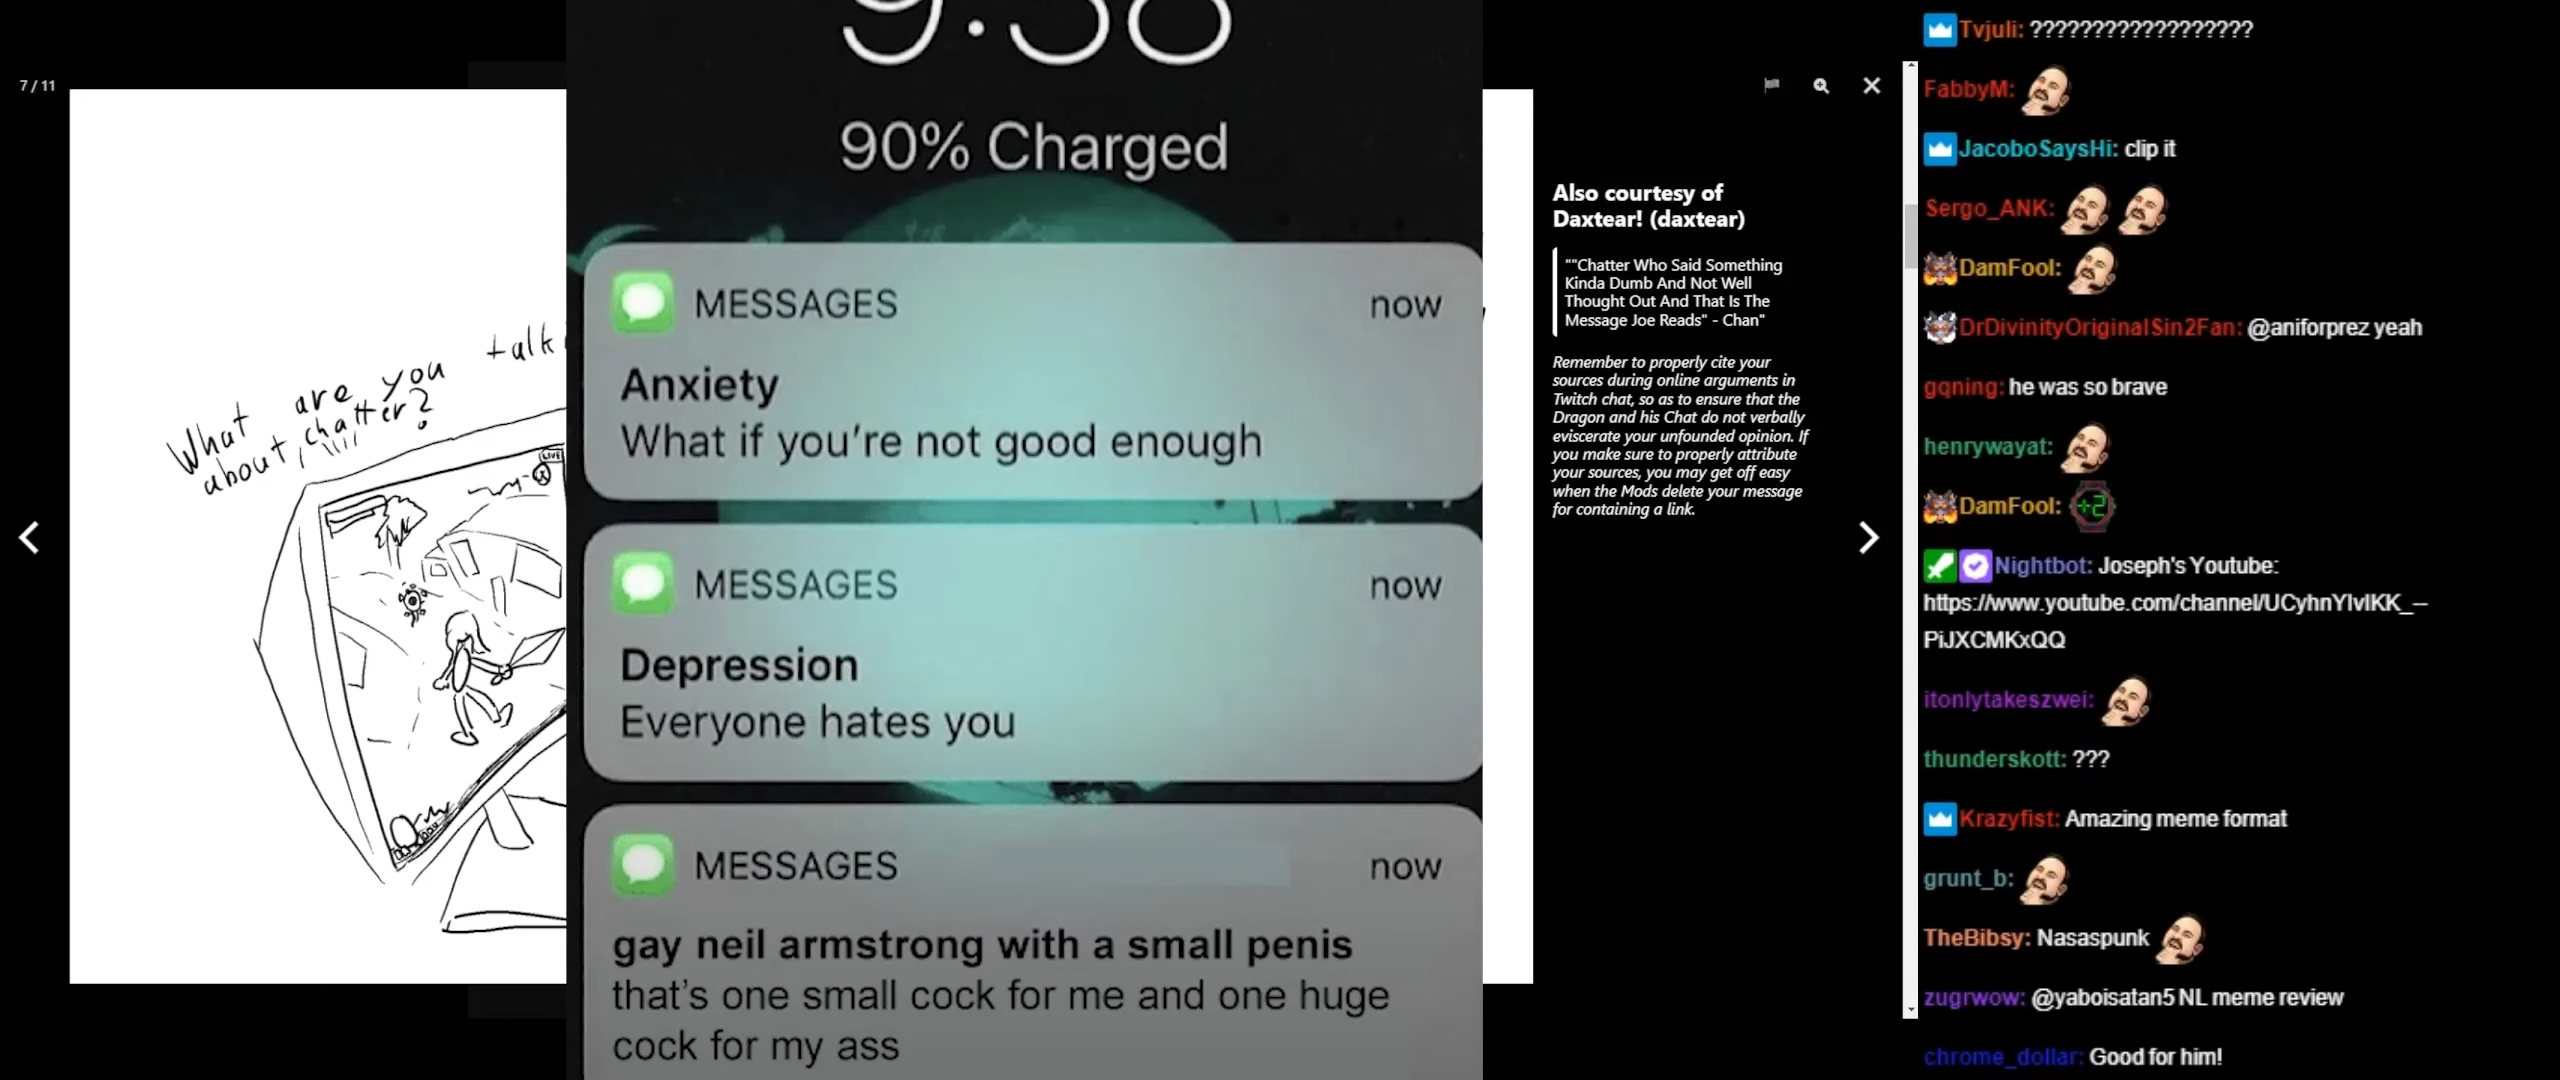 7 / 11
What are you talk
about, chatter?
LIVE
9:38
90% Charged
MESSAGES now
Anxiety
What if you're not good enough
MESSAGES now
Depression
Everyone hates you
MESSAGES now
gay neil armstrong with a small penis
that's one small cock for me and one huge
cock for my ass
Also courtesy of
Daxtear! (daxtear)
""Chatter Who Said Something
Kinda Dumb And Not Well
Thought Out And That Is The
Message Joe Reads" - Chan"
Remember to properly cite your
sources during online arguments in
Twitch chat, so as to ensure that the
Dragon and his Chat do not verbally
eviscerate your unfounded opinion. If
you make sure to properly attribute
your sources, you may get off easy
when the Mods delete your message
for containing a link.
Tvjuli: ??????????????????
FabbyM:
JacoboSaysHi: clip it
Sergo_ANK:
DamFool:
DrDivinityOriginalSin2Fan: @aniforprez yeah
gqning: he was so brave
henrywayat:
DamFool: +2
Nightbot: Joseph's Youtube:
https://www.youtube.com/channel/UCyhnYIvIKK_--
PiJXCMKxQQ
itonlytakeszwei:
thunderskott: ???
Krazyfist: Amazing meme format
grunt_b:
TheBibsy: Nasaspunk
zugrwow: @yaboisatan5 NL meme review
chrome_dollar: Good for him!